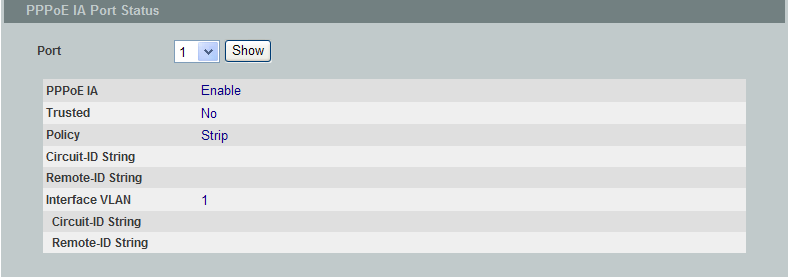 PPPoE IA Port Status
Port 1 Show
PPPoE IA Enable
Trusted No
Policy Strip
Circuit-ID String
Remote-ID String
Interface VLAN 1
Circuit-ID String
Remote-ID String